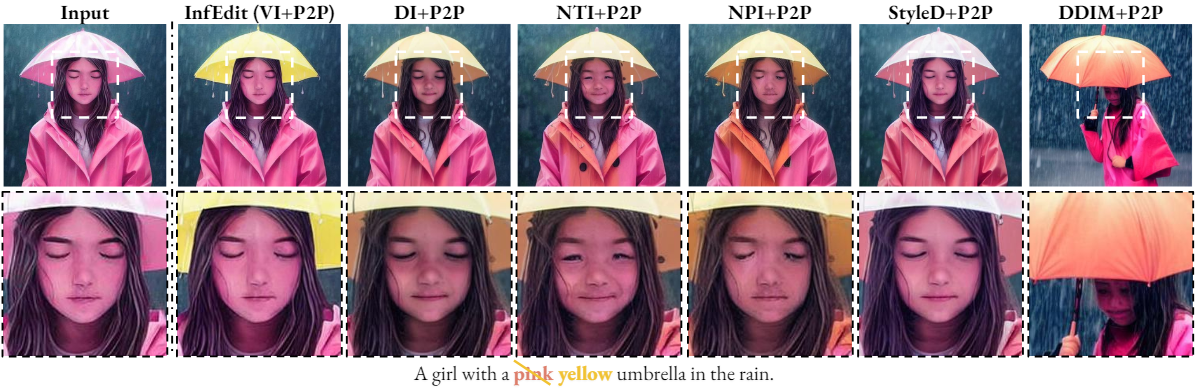 Input InfEdit (VI+P2P) DI+P2P NTI+P2P NPI+P2P StyleD+P2P DDIM+P2P
A girl with a pink yellow umbrella in the rain.